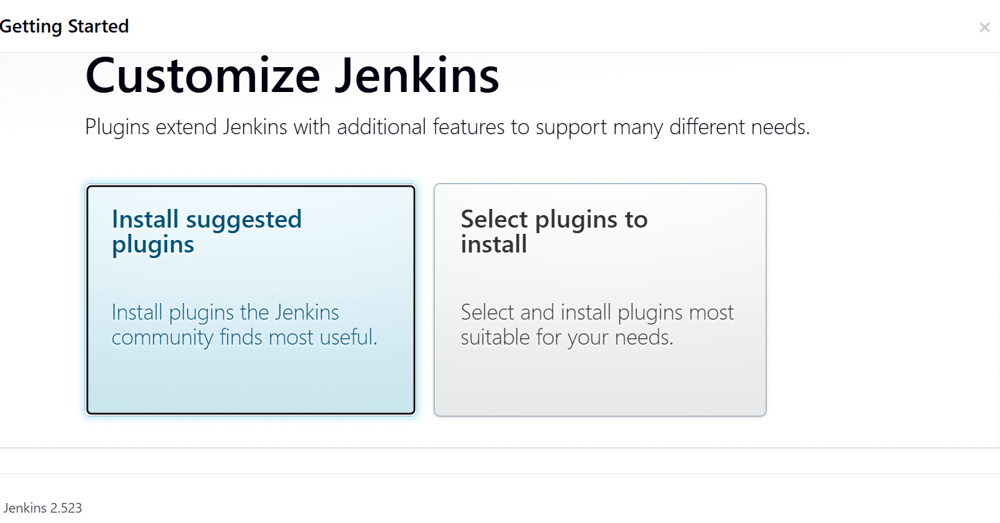 Getting Started
×
Customize Jenkins
Plugins extend Jenkins with additional features to support many different needs.
Install suggested
plugins
Install plugins the Jenkins
community finds most useful.
Select plugins to
install
Select and install plugins most
suitable for your needs.
Jenkins 2.523